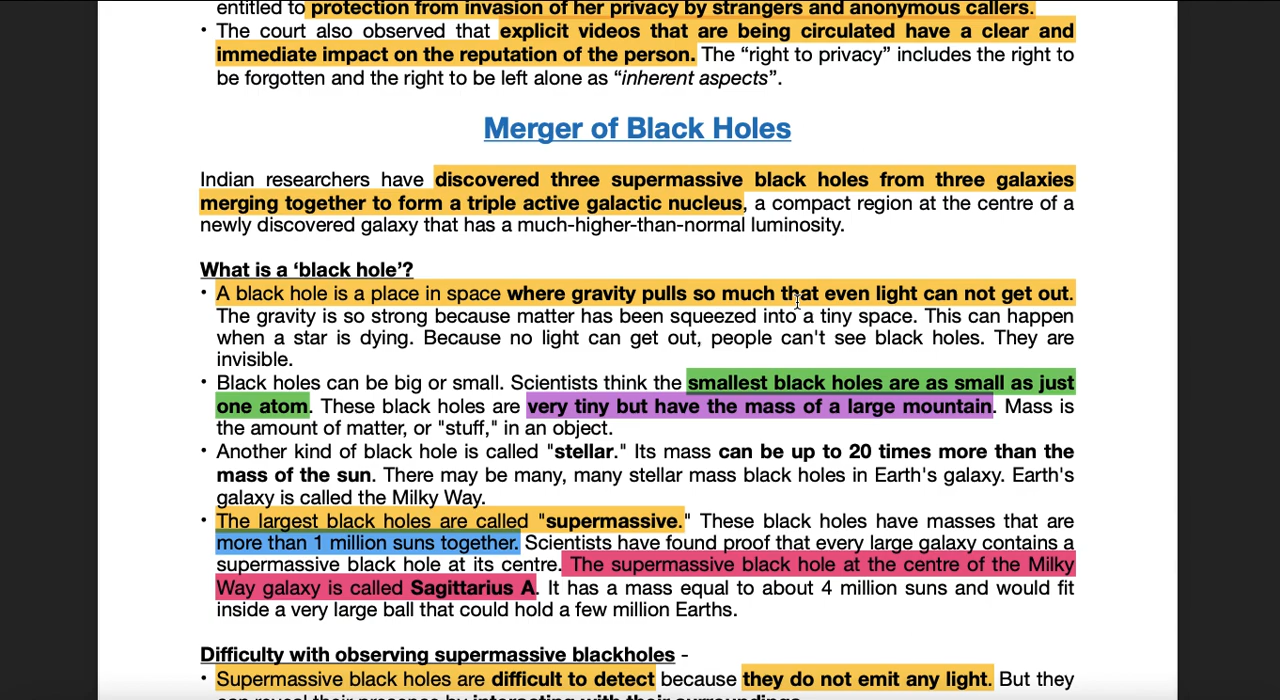 entitled to protection from invasion of her privacy by strangers and anonymous callers.
• The court also observed that explicit videos that are being circulated have a clear and
immediate impact on the reputation of the person. The “right to privacy” includes the right to
be forgotten and the right to be left alone as “inherent aspects”.
Merger of Black Holes
Indian researchers have discovered three supermassive black holes from three galaxies
merging together to form a triple active galactic nucleus, a compact region at the centre of a
newly discovered galaxy that has a much-higher-than-normal luminosity.
What is a ‘black hole’?
• A black hole is a place in space where gravity pulls so much that even light can not get out.
The gravity is so strong because matter has been squeezed into a tiny space. This can happen
when a star is dying. Because no light can get out, people can't see black holes. They are
invisible.
• Black holes can be big or small. Scientists think the smallest black holes are as small as just
one atom. These black holes are very tiny but have the mass of a large mountain. Mass is
the amount of matter, or "stuff," in an object.
• Another kind of black hole is called "stellar." Its mass can be up to 20 times more than the
mass of the sun. There may be many, many stellar mass black holes in Earth's galaxy. Earth's
galaxy is called the Milky Way.
• The largest black holes are called "supermassive." These black holes have masses that are
more than 1 million suns together. Scientists have found proof that every large galaxy contains a
supermassive black hole at its centre. The supermassive black hole at the centre of the Milky
Way galaxy is called Sagittarius A. It has a mass equal to about 4 million suns and would fit
inside a very large ball that could hold a few million Earths.
Difficulty with observing supermassive blackholes -
• Supermassive black holes are difficult to detect because they do not emit any light. But they
can reveal their presence by interacting with their surroundings.